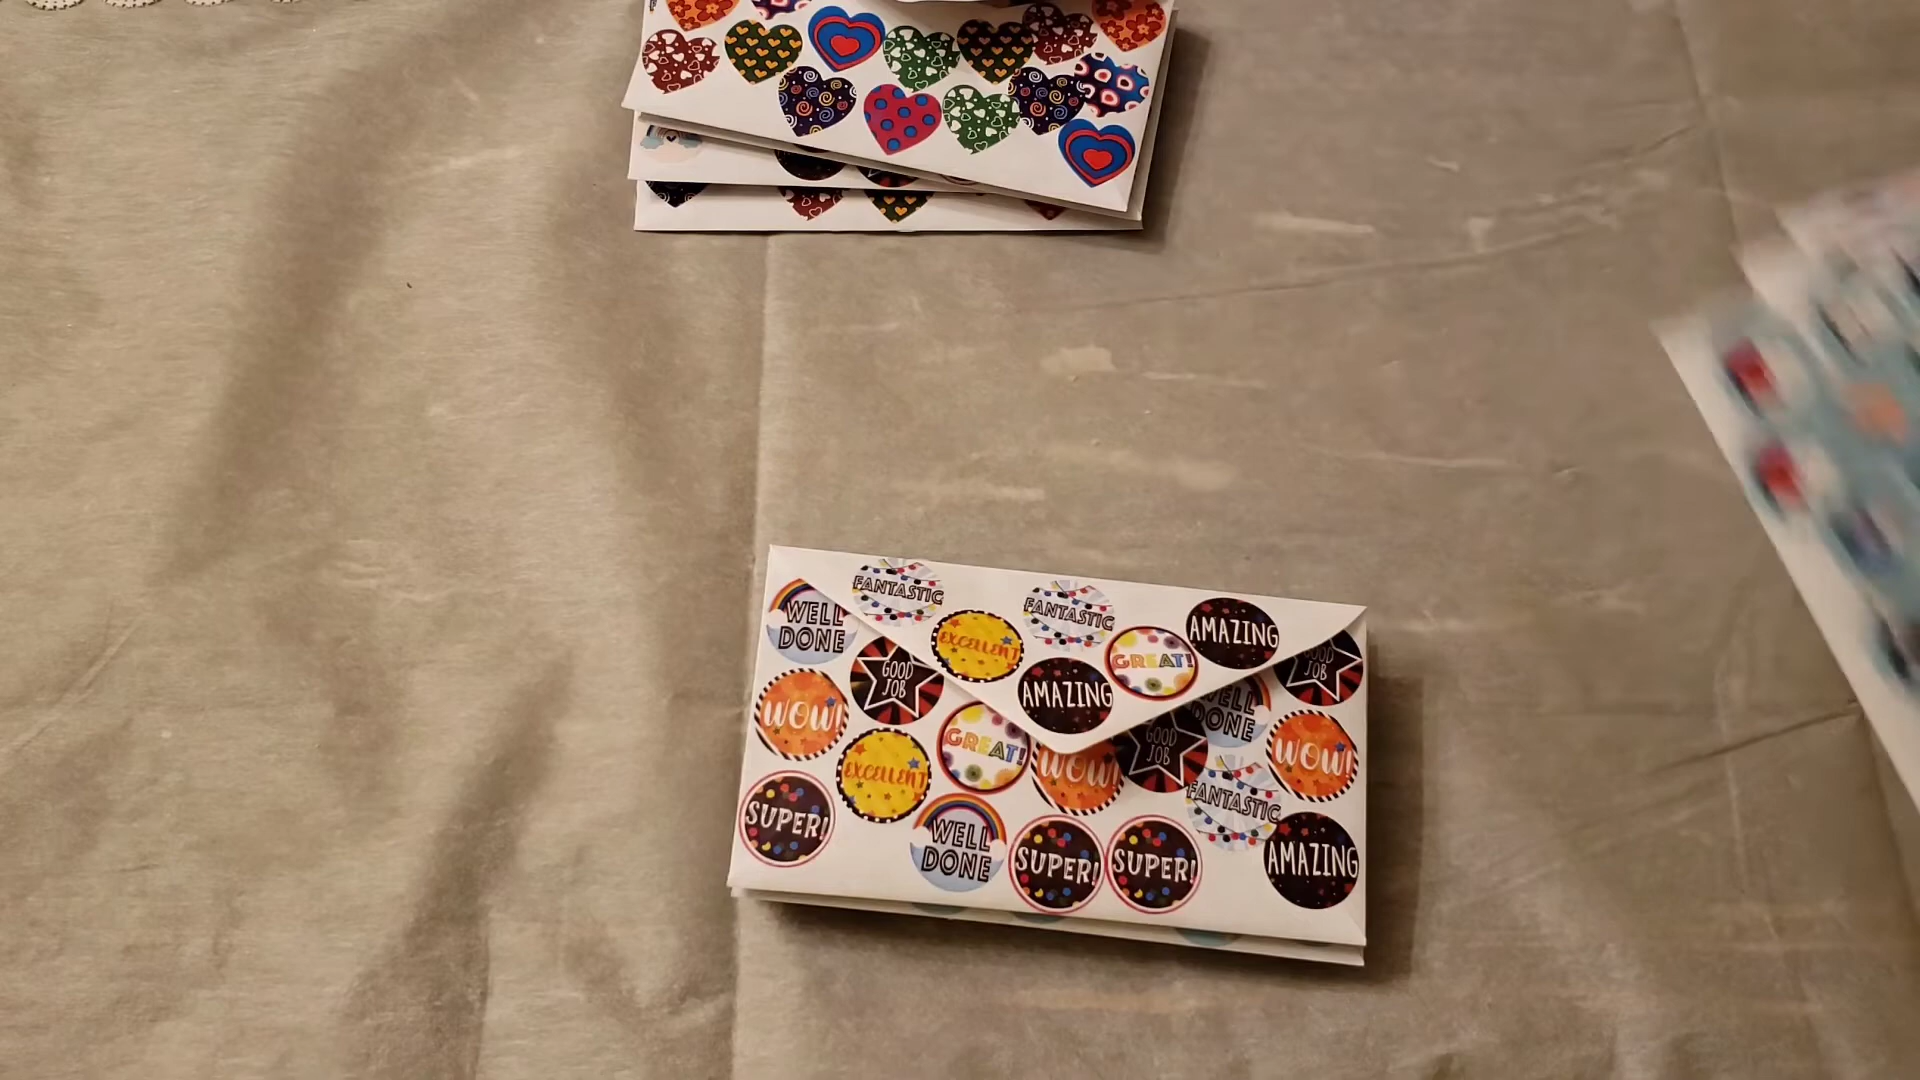 FANTASTIC
FANTASTIC
WELL
DONE
EXCELLENT
GREAT!
AMAZING
GOOD
JOB
AMAZING
GOOD
JOB
WOW!
GREAT!
WELL
DONE
GOOD
JOB
WOW!
EXCELLENT
WOW!
FANTASTIC
SUPER!
WELL
DONE
SUPER!
SUPER!
AMAZING